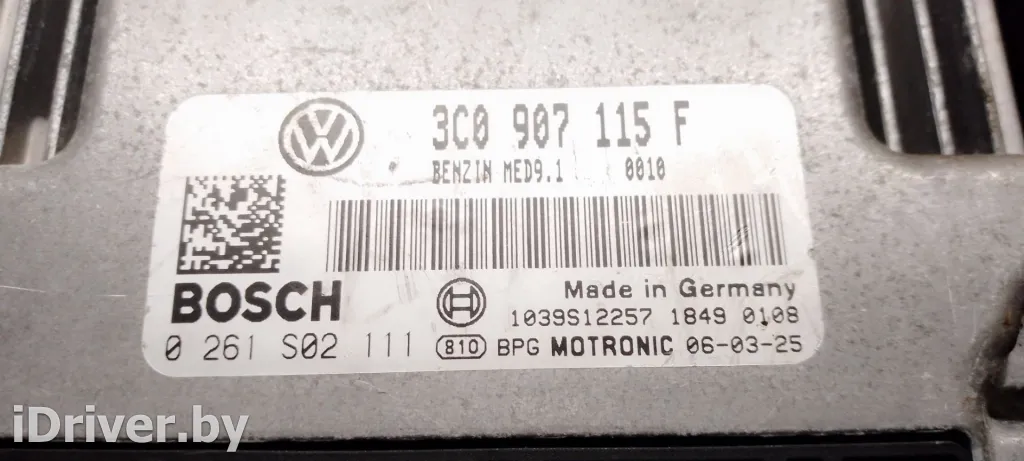 3C0 907 115 F
BENZIN MED9.1 0010
BOSCH
Made in Germany
1039S12257 1849 0108
0 261 S02 111 810 BPG MOTRONIC 06-03-25
iDriver.by